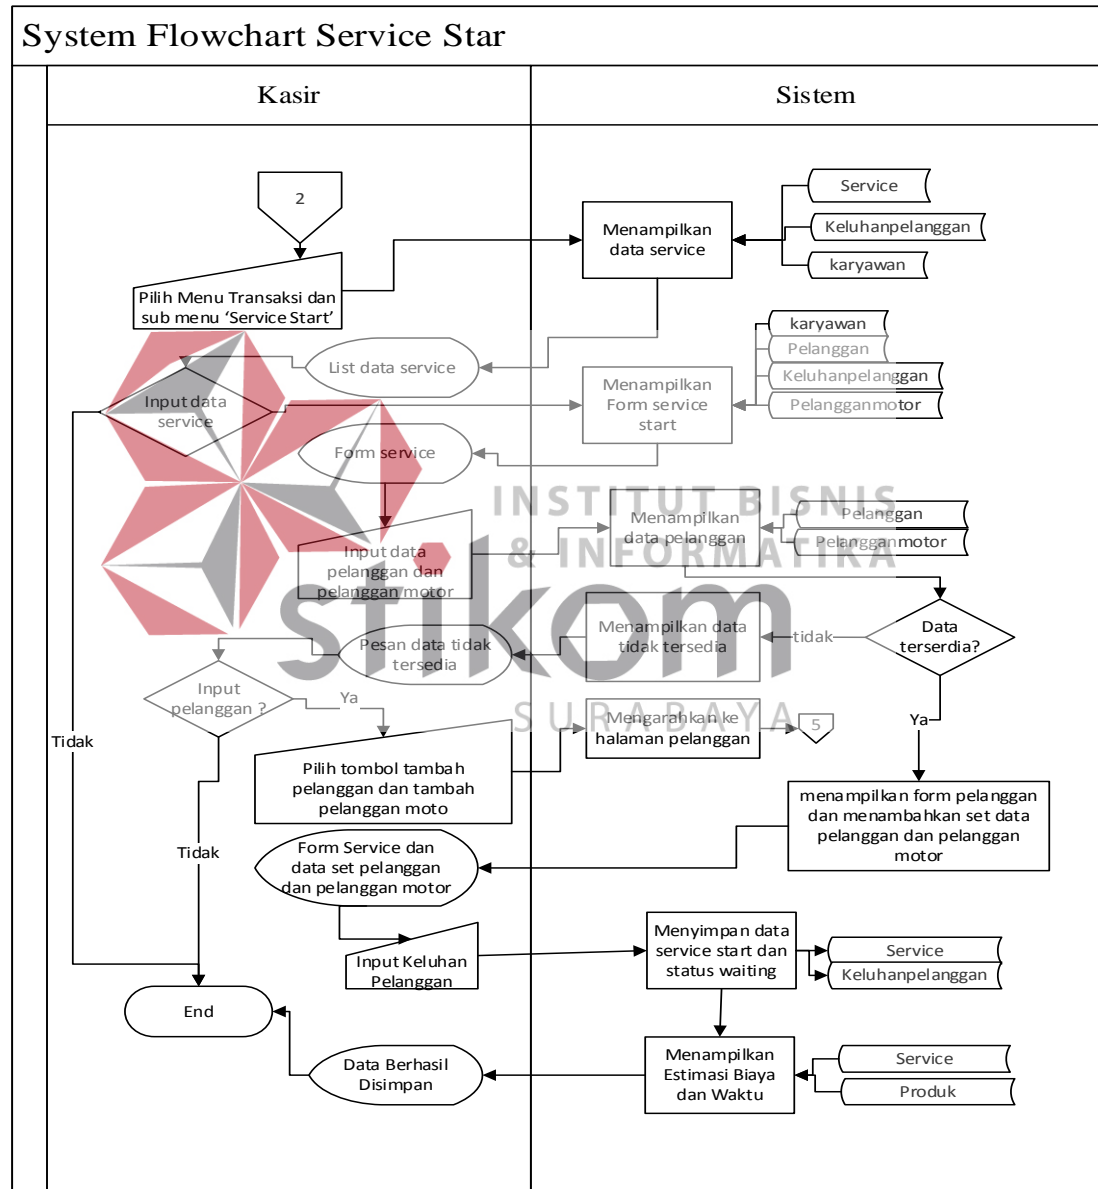 System Flowchart Service Star
Kasir
Sistem
2
Pilih Menu Transaksi dan
sub menu ‘Service Start’
Menampilkan
data service
Service
Keluhanpelanggan
karyawan
List data service
Input data
service
Menampilkan
Form service
start
karyawan
Pelanggan
Keluhanpelanggan
Pelangganmotor
Form service
INSTITUT BISNIS
& INFORMATIKA
stikom
SURABAYA
Input data
pelanggan dan
pelanggan motor
Menampilkan
data pelanggan
Pelanggan
Pelangganmotor
Data
terserdia?
tidak
Menampilkan data
tidak tersedia
Pesan data tidak
tersedia
Input
pelanggan ?
Ya
Tidak
Tidak
Pilih tombol tambah
pelanggan dan tambah
pelanggan moto
Mengarahkan ke
halaman pelanggan
5
Ya
menampilkan form pelanggan
dan menambahkan set data
pelanggan dan pelanggan
motor
Form Service dan
data set pelanggan
dan pelanggan motor
Input Keluhan
Pelanggan
Menyimpan data
service start dan
status waiting
Service
Keluhanpelanggan
End
Data Berhasil
Disimpan
Menampilkan
Estimasi Biaya
dan Waktu
Service
Produk